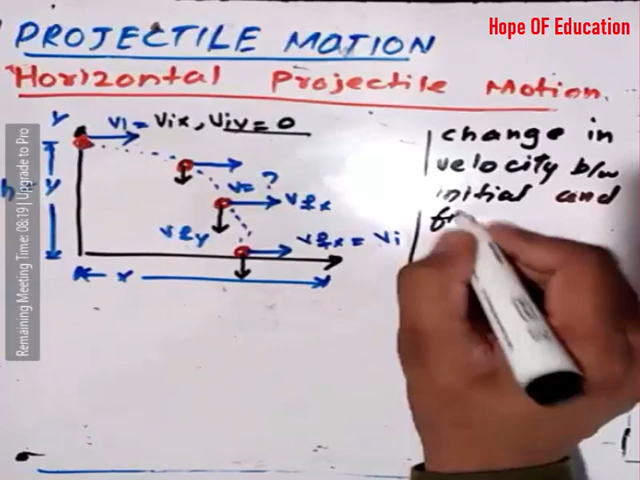 Hope OF Education
PROJECTILE MOTION
Horizontal Projectile Motion.
y
Vi = Vix, Viy = 0
change in
velocity b/w
initial and
h
y
v = ?
Vfx
Vfy
Vfx = Vi
x
Remaining Meeting Time: 08:19 | Upgrade to Pro